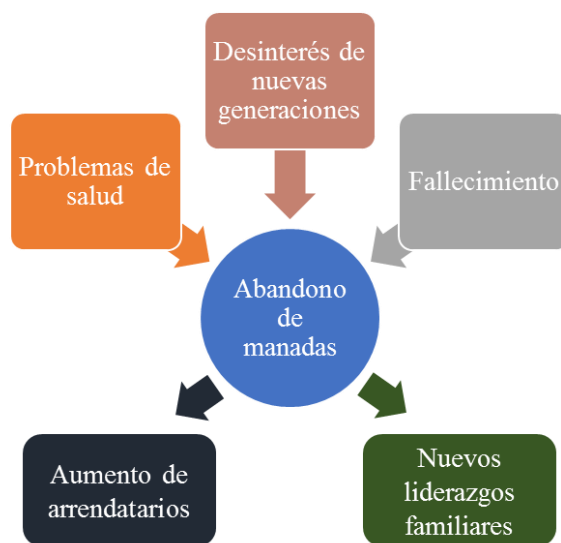 Desinterés de
nuevas
generaciones
Problemas de
salud
Fallecimiento
Abandono
de
manadas
Aumento de
arrendatarios
Nuevos
liderazgos
familiares